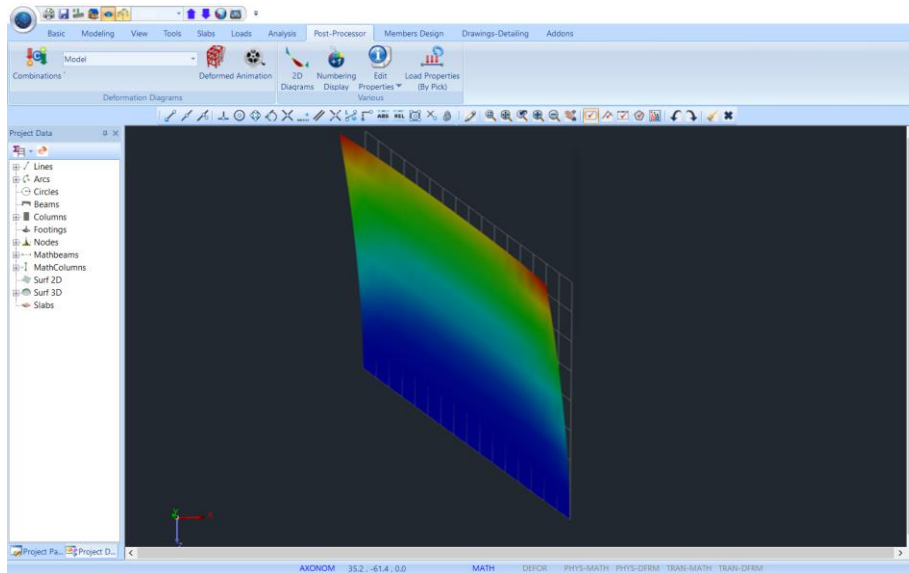 Basic Modeling View Tools Slabs Loads Analysis Post-Processor Members Design Drawings-Detailing Addons
Model
Combinations Deformed Animation 2D Diagrams Numbering Display Edit Properties Load Properties (By Pick)
Deformation Diagrams Various
ABS REL
Project Data
Lines
Arcs
Circles
Beams
Columns
Footings
Nodes
Mathbeams
MathColumns
Surf 2D
Surf 3D
Slabs
Y X
Z
Project Pa... Project D...
AXONOM 35.2 , -61.4 , 0.0 MATH DEFOR PHYS-MATH PHYS-DFRM TRAN-MATH TRAN-DFRM